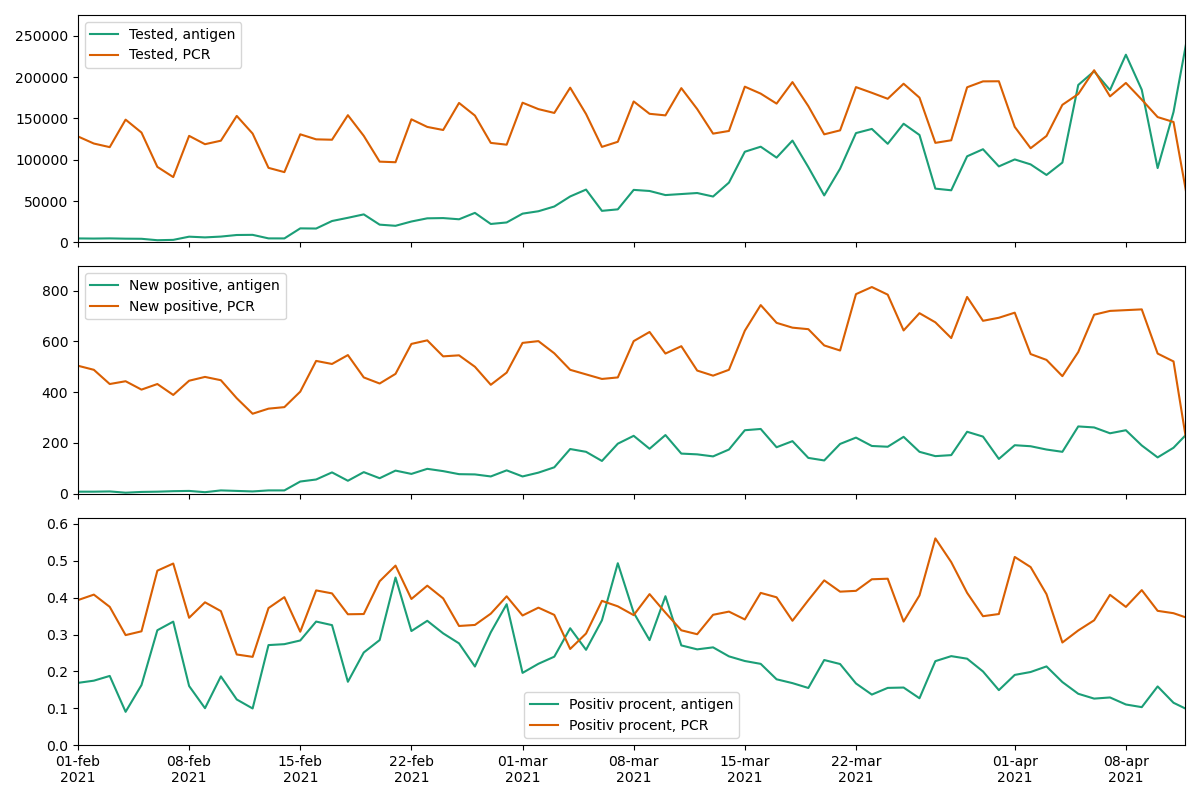 250000
200000
150000
100000
50000
0
Tested, antigen
Tested, PCR
800
600
400
200
0
New positive, antigen
New positive, PCR
0.6
0.5
0.4
0.3
0.2
0.1
0.0
Positiv procent, antigen
Positiv procent, PCR
01-feb 08-feb 15-feb 22-feb 01-mar 08-mar 15-mar 22-mar 01-apr 08-apr
2021 2021 2021 2021 2021 2021 2021 2021 2021 2021